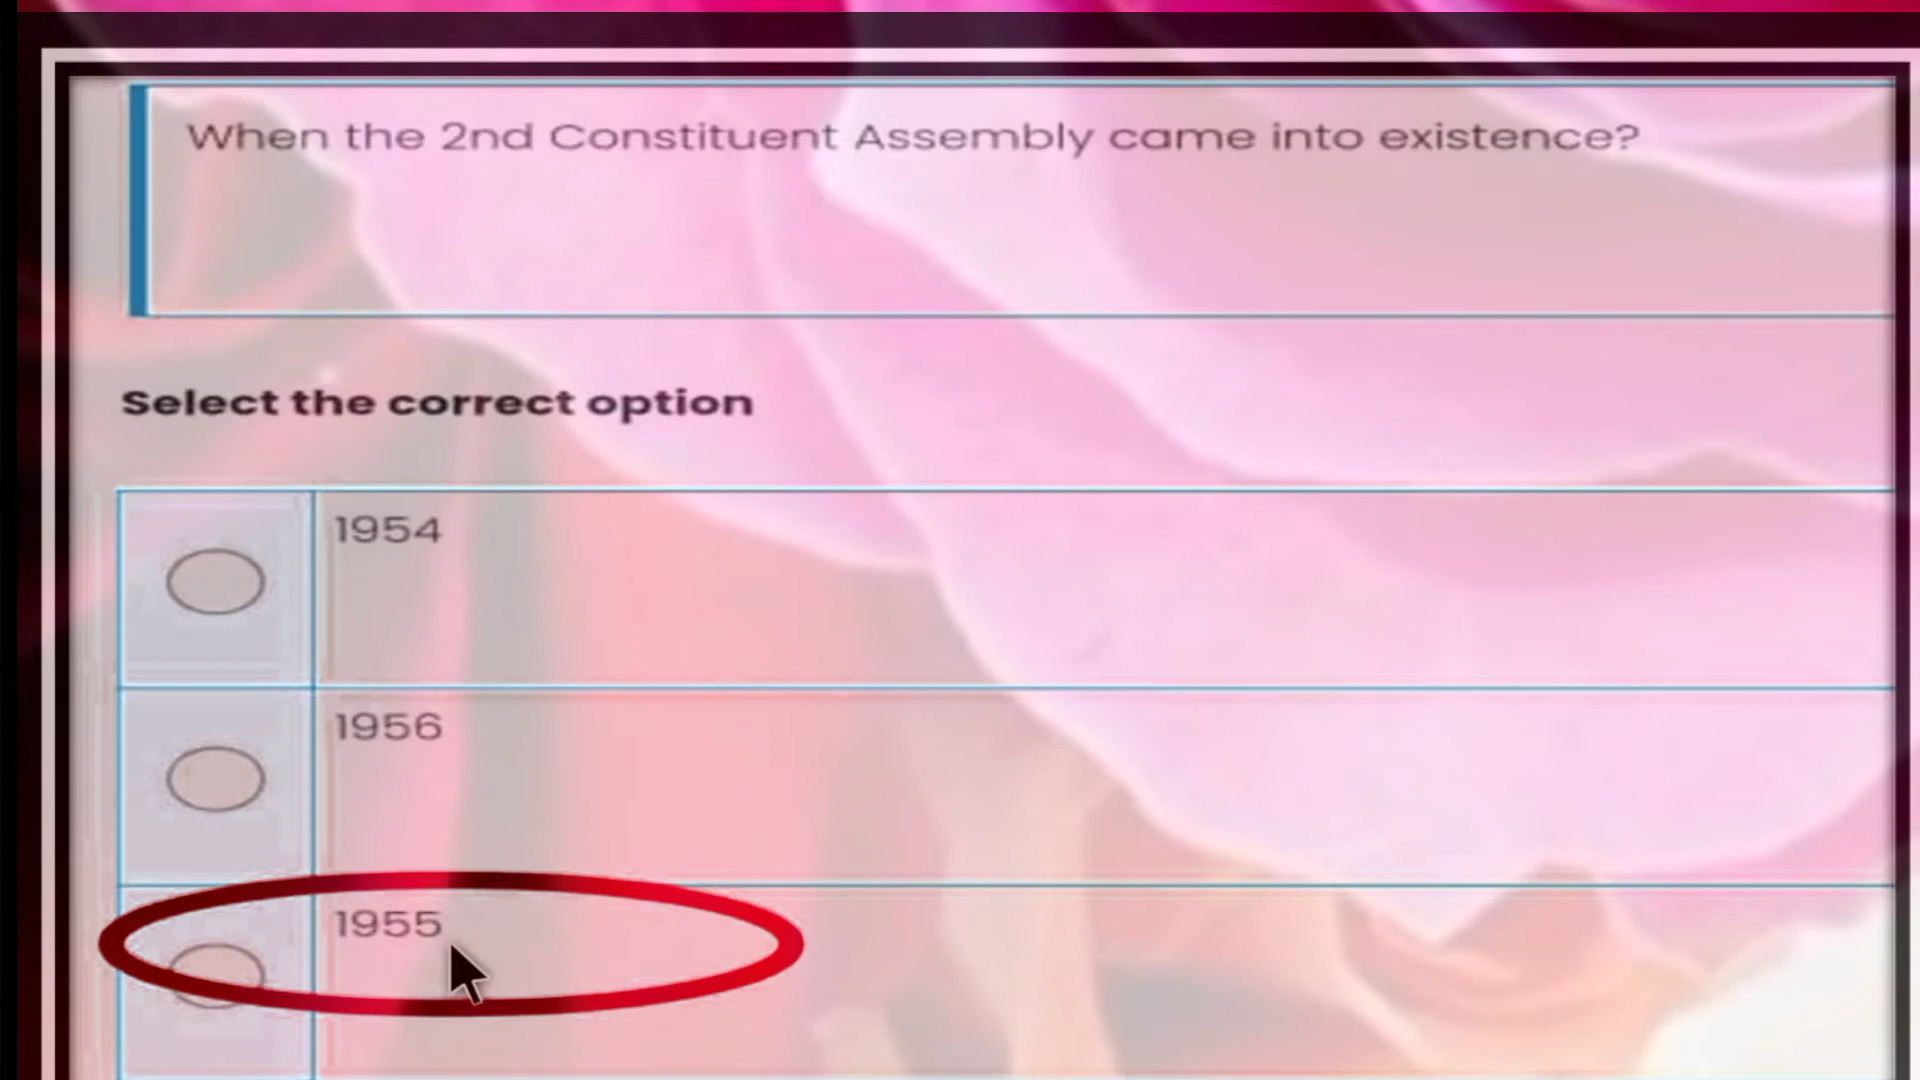 When the 2nd Constituent Assembly came into existence?
Select the correct option
1954
1956
1955